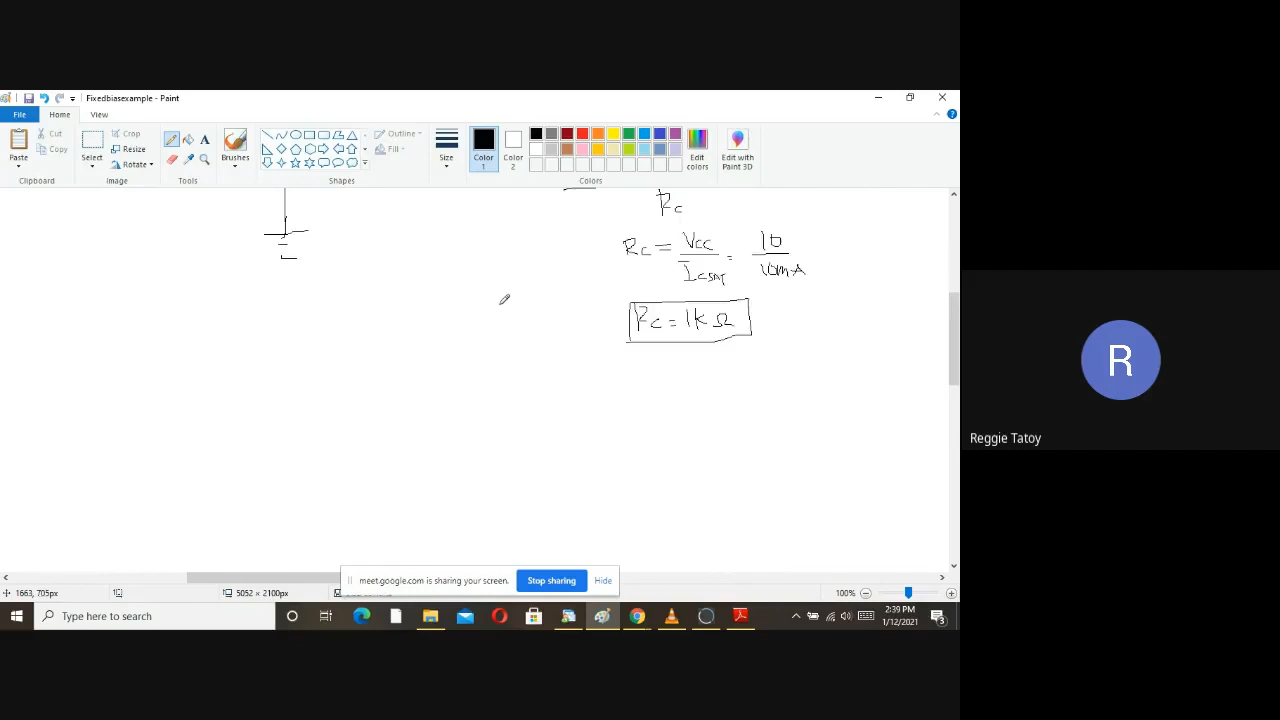 Fixedbiasexample - Paint
File Home View
Paste
Cut
Copy
Clipboard
Select
Crop
Resize
Rotate
Image
Tools
Brushes
Shapes
Outline
Fill
Size
Color 1
Color 2
Edit colors
Colors
Edit with Paint 3D
RC
RC = VCC / ICSAT = 10 / 10mA
RC = 1K Ω
R
Reggie Tatoy
meet.google.com is sharing your screen. Stop sharing Hide
1663, 705px 5052 × 2100px 100%
Type here to search
2:39 PM
1/12/2021
3